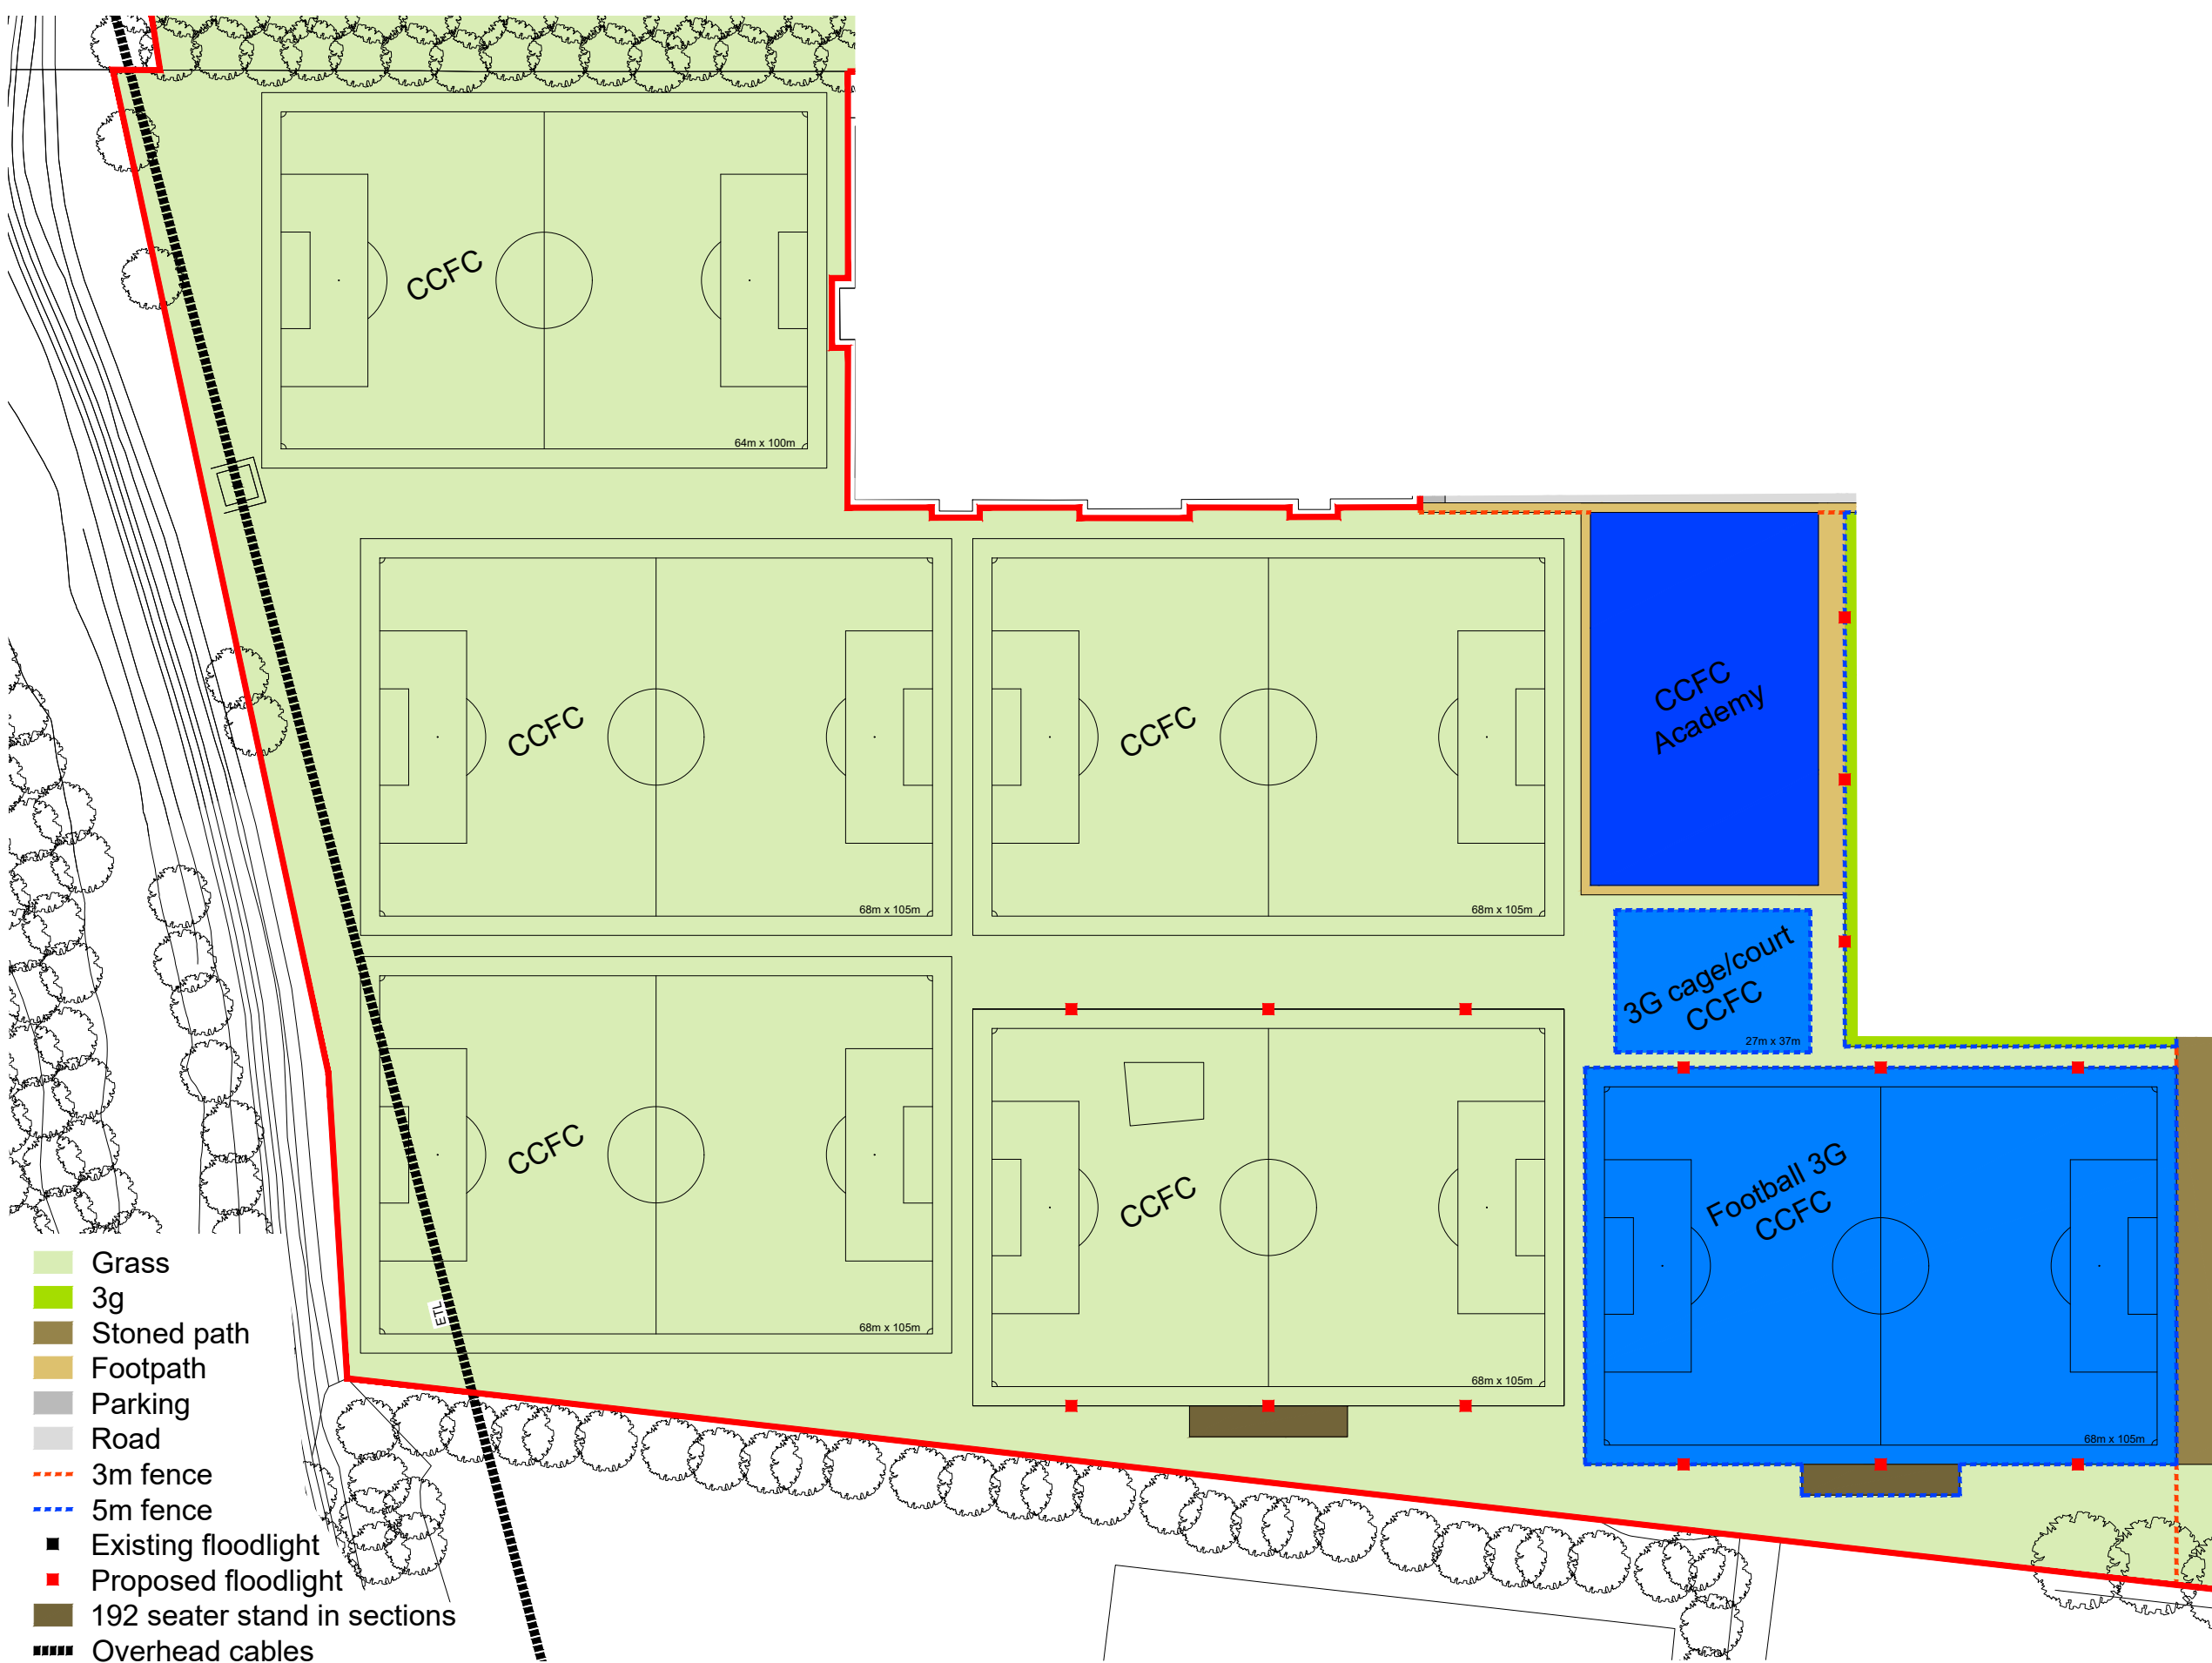 CCFC
64m x 100m
CCFC
68m x 105m
CCFC
68m x 105m
CCFC
Academy
3G cage/court
CCFC
27m x 37m
CCFC
68m x 105m
ETL
CCFC
68m x 105m
Football 3G
CCFC
68m x 105m
Grass
3g
Stoned path
Footpath
Parking
Road
3m fence
5m fence
Existing floodlight
Proposed floodlight
192 seater stand in sections
Overhead cables